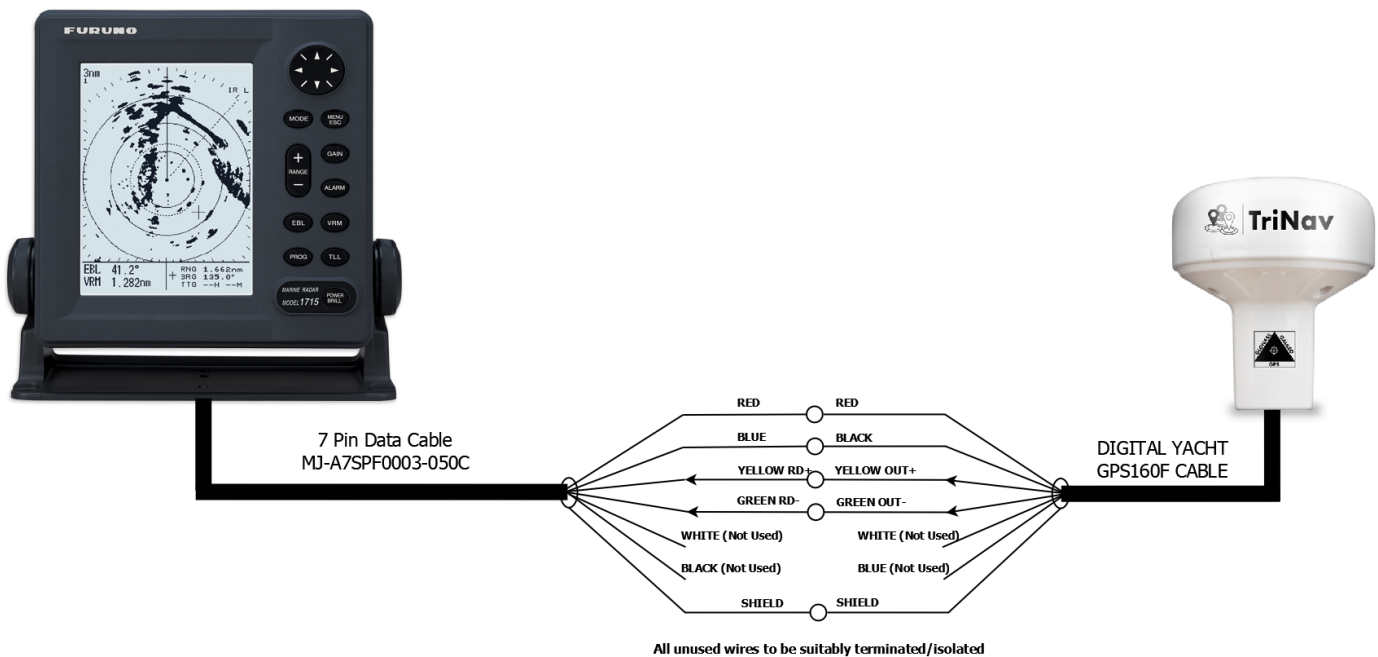 FURUNO
3nm
1
IR L
MODE
MENU
ESC
+
RANGE
−
GAIN
ALARM
EBL
VRM
PROG
TLL
EBL 41.2°
VRM 1.282nm
+
RNG 1.662nm
BRG 135.0°
TTG --H --M
MARINE RADAR
MODEL 1715
POWER
BRILL
TriNav
GLONASS
GALILEO
GPS
7 Pin Data Cable
MJ-A7SPF0003-050C
DIGITAL YACHT
GPS160F CABLE
RED RED
BLUE BLACK
YELLOW RD+ YELLOW OUT+
GREEN RD- GREEN OUT-
WHITE (Not Used) WHITE (Not Used)
BLACK (Not Used) BLUE (Not Used)
SHIELD SHIELD
All unused wires to be suitably terminated/isolated